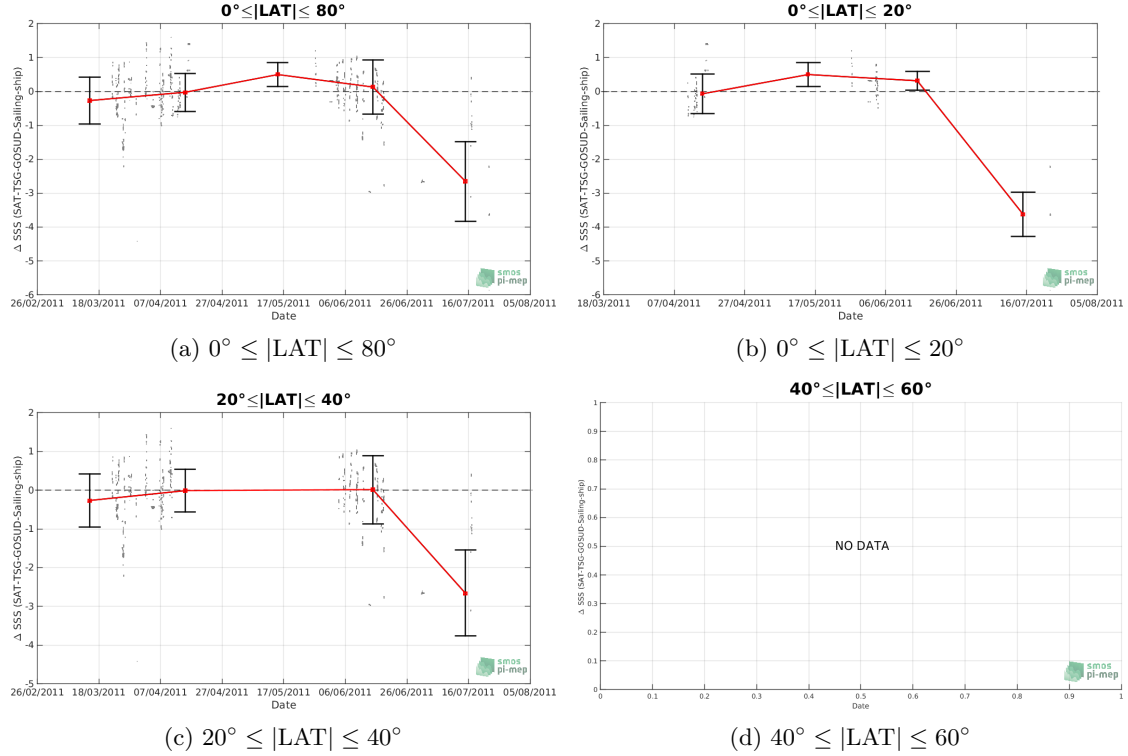 0°≤|LAT|≤ 80°
2
1
0
-1
-2
-3
-4
-5
-6
Δ SSS (SAT-TSG-GOSUD-Sailing-ship)
26/02/2011 18/03/2011 07/04/2011 27/04/2011 17/05/2011 06/06/2011 26/06/2011 16/07/2011 05/08/2011
Date
smos
pi-mep
(a) 0° ≤ |LAT| ≤ 80°
0°≤|LAT|≤ 20°
2
1
0
-1
-2
-3
-4
-5
-6
Δ SSS (SAT-TSG-GOSUD-Sailing-ship)
18/03/2011 07/04/2011 27/04/2011 17/05/2011 06/06/2011 26/06/2011 16/07/2011 05/08/2011
Date
smos
pi-mep
(b) 0° ≤ |LAT| ≤ 20°
20°≤|LAT|≤ 40°
2
1
0
-1
-2
-3
-4
-5
Δ SSS (SAT-TSG-GOSUD-Sailing-ship)
26/02/2011 18/03/2011 07/04/2011 27/04/2011 17/05/2011 06/06/2011 26/06/2011 16/07/2011 05/08/2011
Date
smos
pi-mep
(c) 20° ≤ |LAT| ≤ 40°
40°≤|LAT|≤ 60°
1
0.9
0.8
0.7
0.6
0.5
0.4
0.3
0.2
0.1
0
Δ SSS (SAT-TSG-GOSUD-Sailing-ship)
NO DATA
0 0.1 0.2 0.3 0.4 0.5 0.6 0.7 0.8 0.9 1
Date
smos
pi-mep
(d) 40° ≤ |LAT| ≤ 60°